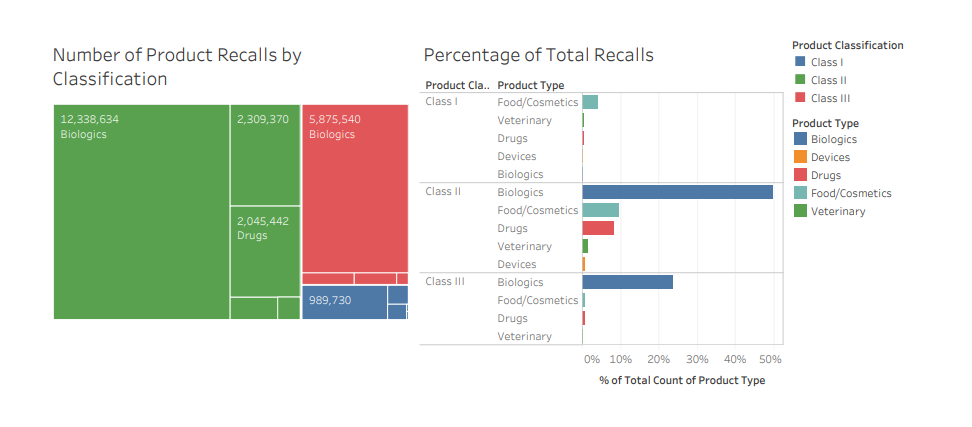 Number of Product Recalls by
Classification
12,338,634
Biologics
2,309,370
2,045,442
Drugs
5,875,540
Biologics
989,730
Percentage of Total Recalls
Product Cla.. Product Type
Class I Food/Cosmetics
Veterinary
Drugs
Devices
Biologics
Class II Biologics
Food/Cosmetics
Drugs
Veterinary
Devices
Class III Biologics
Food/Cosmetics
Drugs
Veterinary
0% 10% 20% 30% 40% 50%
% of Total Count of Product Type
Product Classification
Class I
Class II
Class III
Product Type
Biologics
Devices
Drugs
Food/Cosmetics
Veterinary